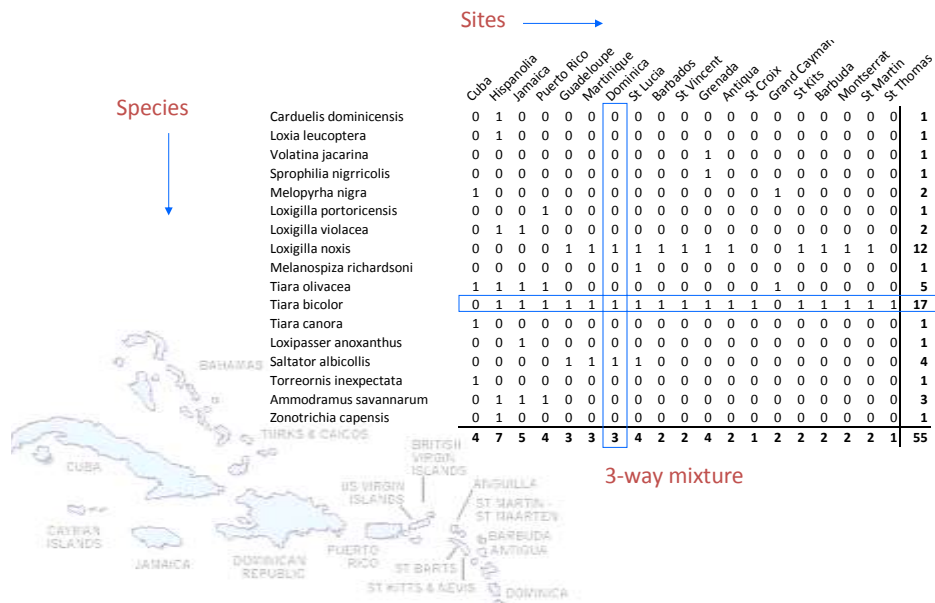 Sites
Species
Cuba
Hispanolia
Jamaica
Puerto Rico
Guadeloupe
Martinique
Dominica
St Lucia
Barbados
St Vincent
Grenada
Antiqua
St Croix
Grand Cayman
St Kits
Barbuda
Montserrat
St Martin
St Thomas
Carduelis dominicensis 0 1 0 0 0 0 0 0 0 0 0 0 0 0 0 0 0 0 0 1
Loxia leucoptera 0 1 0 0 0 0 0 0 0 0 0 0 0 0 0 0 0 0 0 1
Volatina jacarina 0 0 0 0 0 0 0 0 0 0 1 0 0 0 0 0 0 0 0 1
Sprophilia nigrricolis 0 0 0 0 0 0 0 0 0 0 1 0 0 0 0 0 0 0 0 1
Melopyrha nigra 1 0 0 0 0 0 0 0 0 0 0 0 0 1 0 0 0 0 0 2
Loxigilla portoricensis 0 0 0 1 0 0 0 0 0 0 0 0 0 0 0 0 0 0 0 1
Loxigilla violacea 0 1 1 0 0 0 0 0 0 0 0 0 0 0 0 0 0 0 0 2
Loxigilla noxis 0 0 0 0 1 1 1 1 1 1 1 1 0 0 1 1 1 1 0 12
Melanospiza richardsoni 0 0 0 0 0 0 0 1 0 0 0 0 0 0 0 0 0 0 0 1
Tiara olivacea 1 1 1 1 0 0 0 0 0 0 0 0 0 1 0 0 0 0 0 5
Tiara bicolor 0 1 1 1 1 1 1 1 1 1 1 1 1 0 1 1 1 1 1 17
Tiara canora 1 0 0 0 0 0 0 0 0 0 0 0 0 0 0 0 0 0 0 1
Loxipasser anoxanthus 0 0 1 0 0 0 0 0 0 0 0 0 0 0 0 0 0 0 0 1
Saltator albicollis 0 0 0 0 1 1 1 1 0 0 0 0 0 0 0 0 0 0 0 4
Torreornis inexpectata 1 0 0 0 0 0 0 0 0 0 0 0 0 0 0 0 0 0 0 1
Ammodramus savannarum 0 1 1 1 0 0 0 0 0 0 0 0 0 0 0 0 0 0 0 3
Zonotrichia capensis 0 1 0 0 0 0 0 0 0 0 0 0 0 0 0 0 0 0 0 1
4 7 5 4 3 3 3 4 2 2 4 2 1 2 2 2 2 2 1 55
3-way mixture
BAHAMAS
TURKS & CAICOS
CUBA
BRITISH
VIRGIN
ISLANDS
US VIRGIN
ISLANDS
ANGUILLA
ST MARTIN -
ST MAARTEN
BARBUDA
ANTIGUA
CAYMAN
ISLANDS
JAMAICA
DOMINICAN
REPUBLIC
PUERTO
RICO
ST BARTS
ST KITTS & NEVIS
DOMINICA